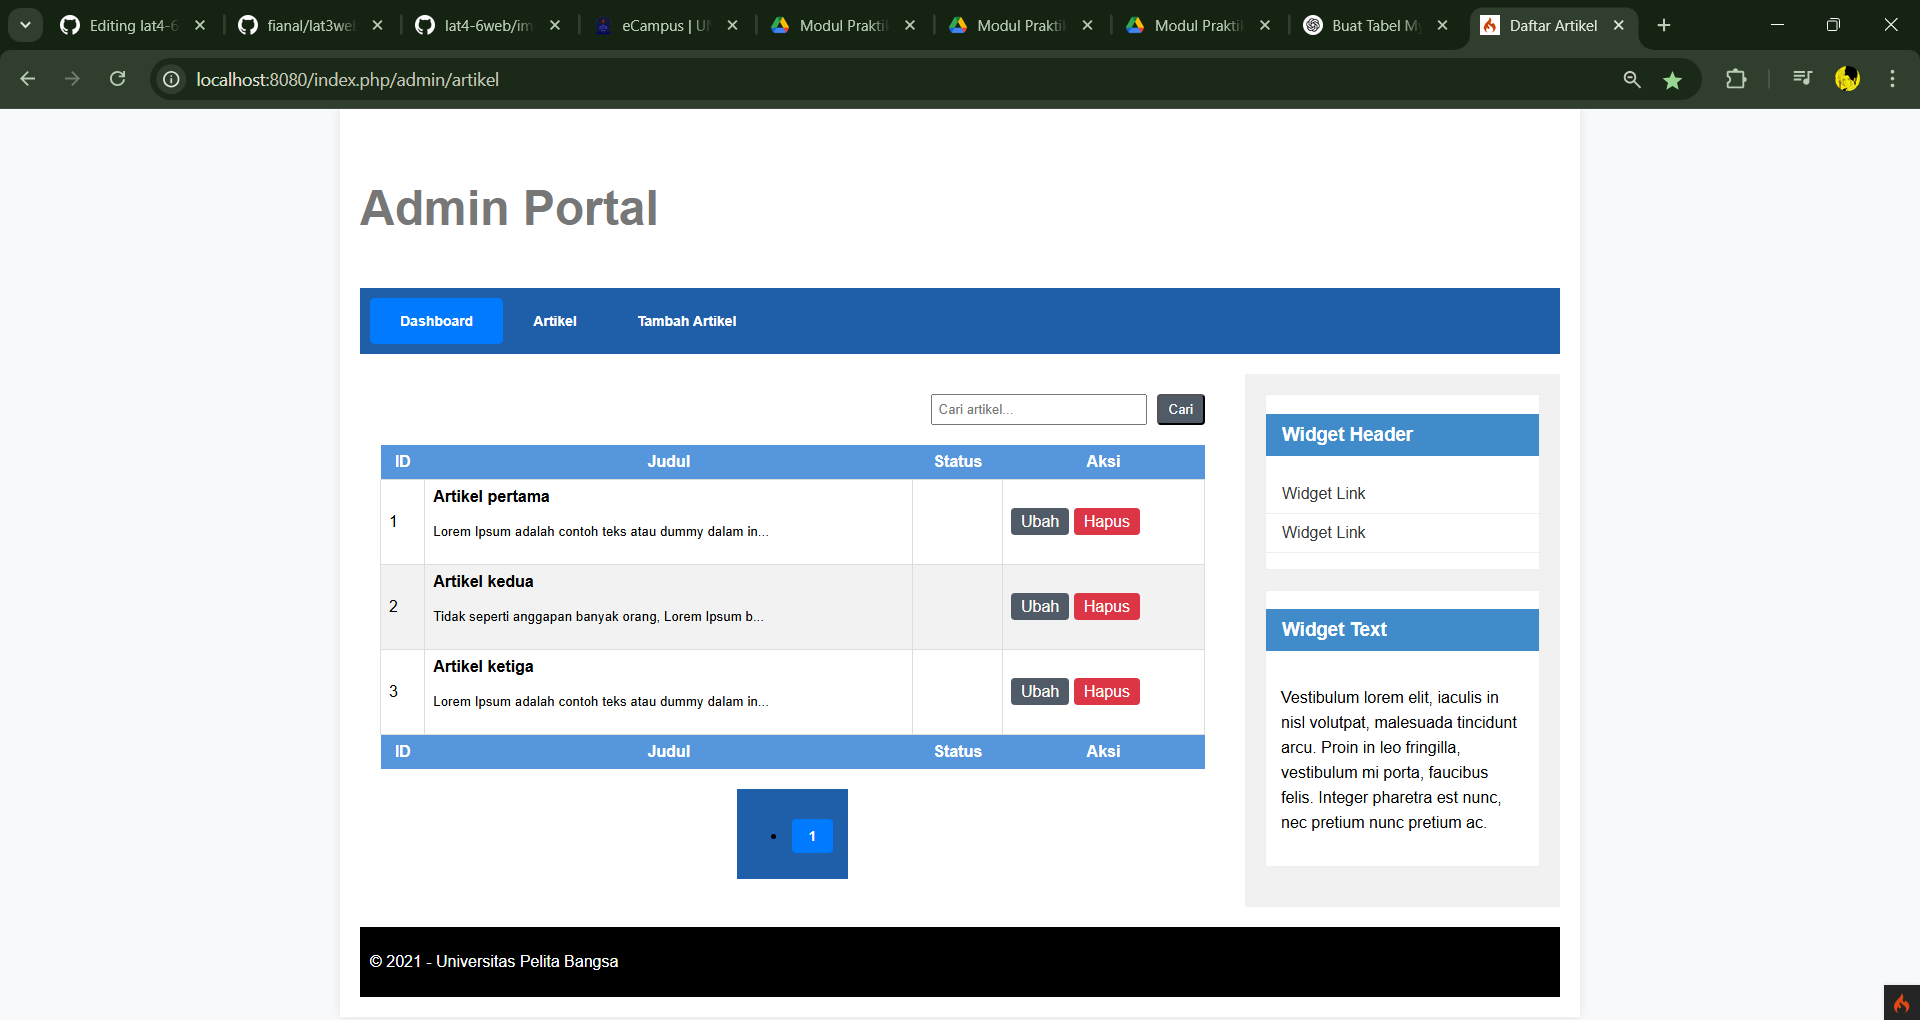 Editing lat4-6
fianal/lat3we
lat4-6web/im
eCampus | U
Modul Prakti
Modul Prakti
Modul Prakti
Buat Tabel M
Daftar Artikel
localhost:8080/index.php/admin/artikel
Admin Portal
Dashboard Artikel Tambah Artikel
Cari artikel... Cari
ID Judul Status Aksi
1 Artikel pertama
Lorem Ipsum adalah contoh teks atau dummy dalam in...
Ubah Hapus
2 Artikel kedua
Tidak seperti anggapan banyak orang, Lorem Ipsum b...
Ubah Hapus
3 Artikel ketiga
Lorem Ipsum adalah contoh teks atau dummy dalam in...
Ubah Hapus
ID Judul Status Aksi
1
Widget Header
Widget Link
Widget Link
Widget Text
Vestibulum lorem elit, iaculis in
nisl volutpat, malesuada tincidunt
arcu. Proin in leo fringilla,
vestibulum mi porta, faucibus
felis. Integer pharetra est nunc,
nec pretium nunc pretium ac.
© 2021 - Universitas Pelita Bangsa